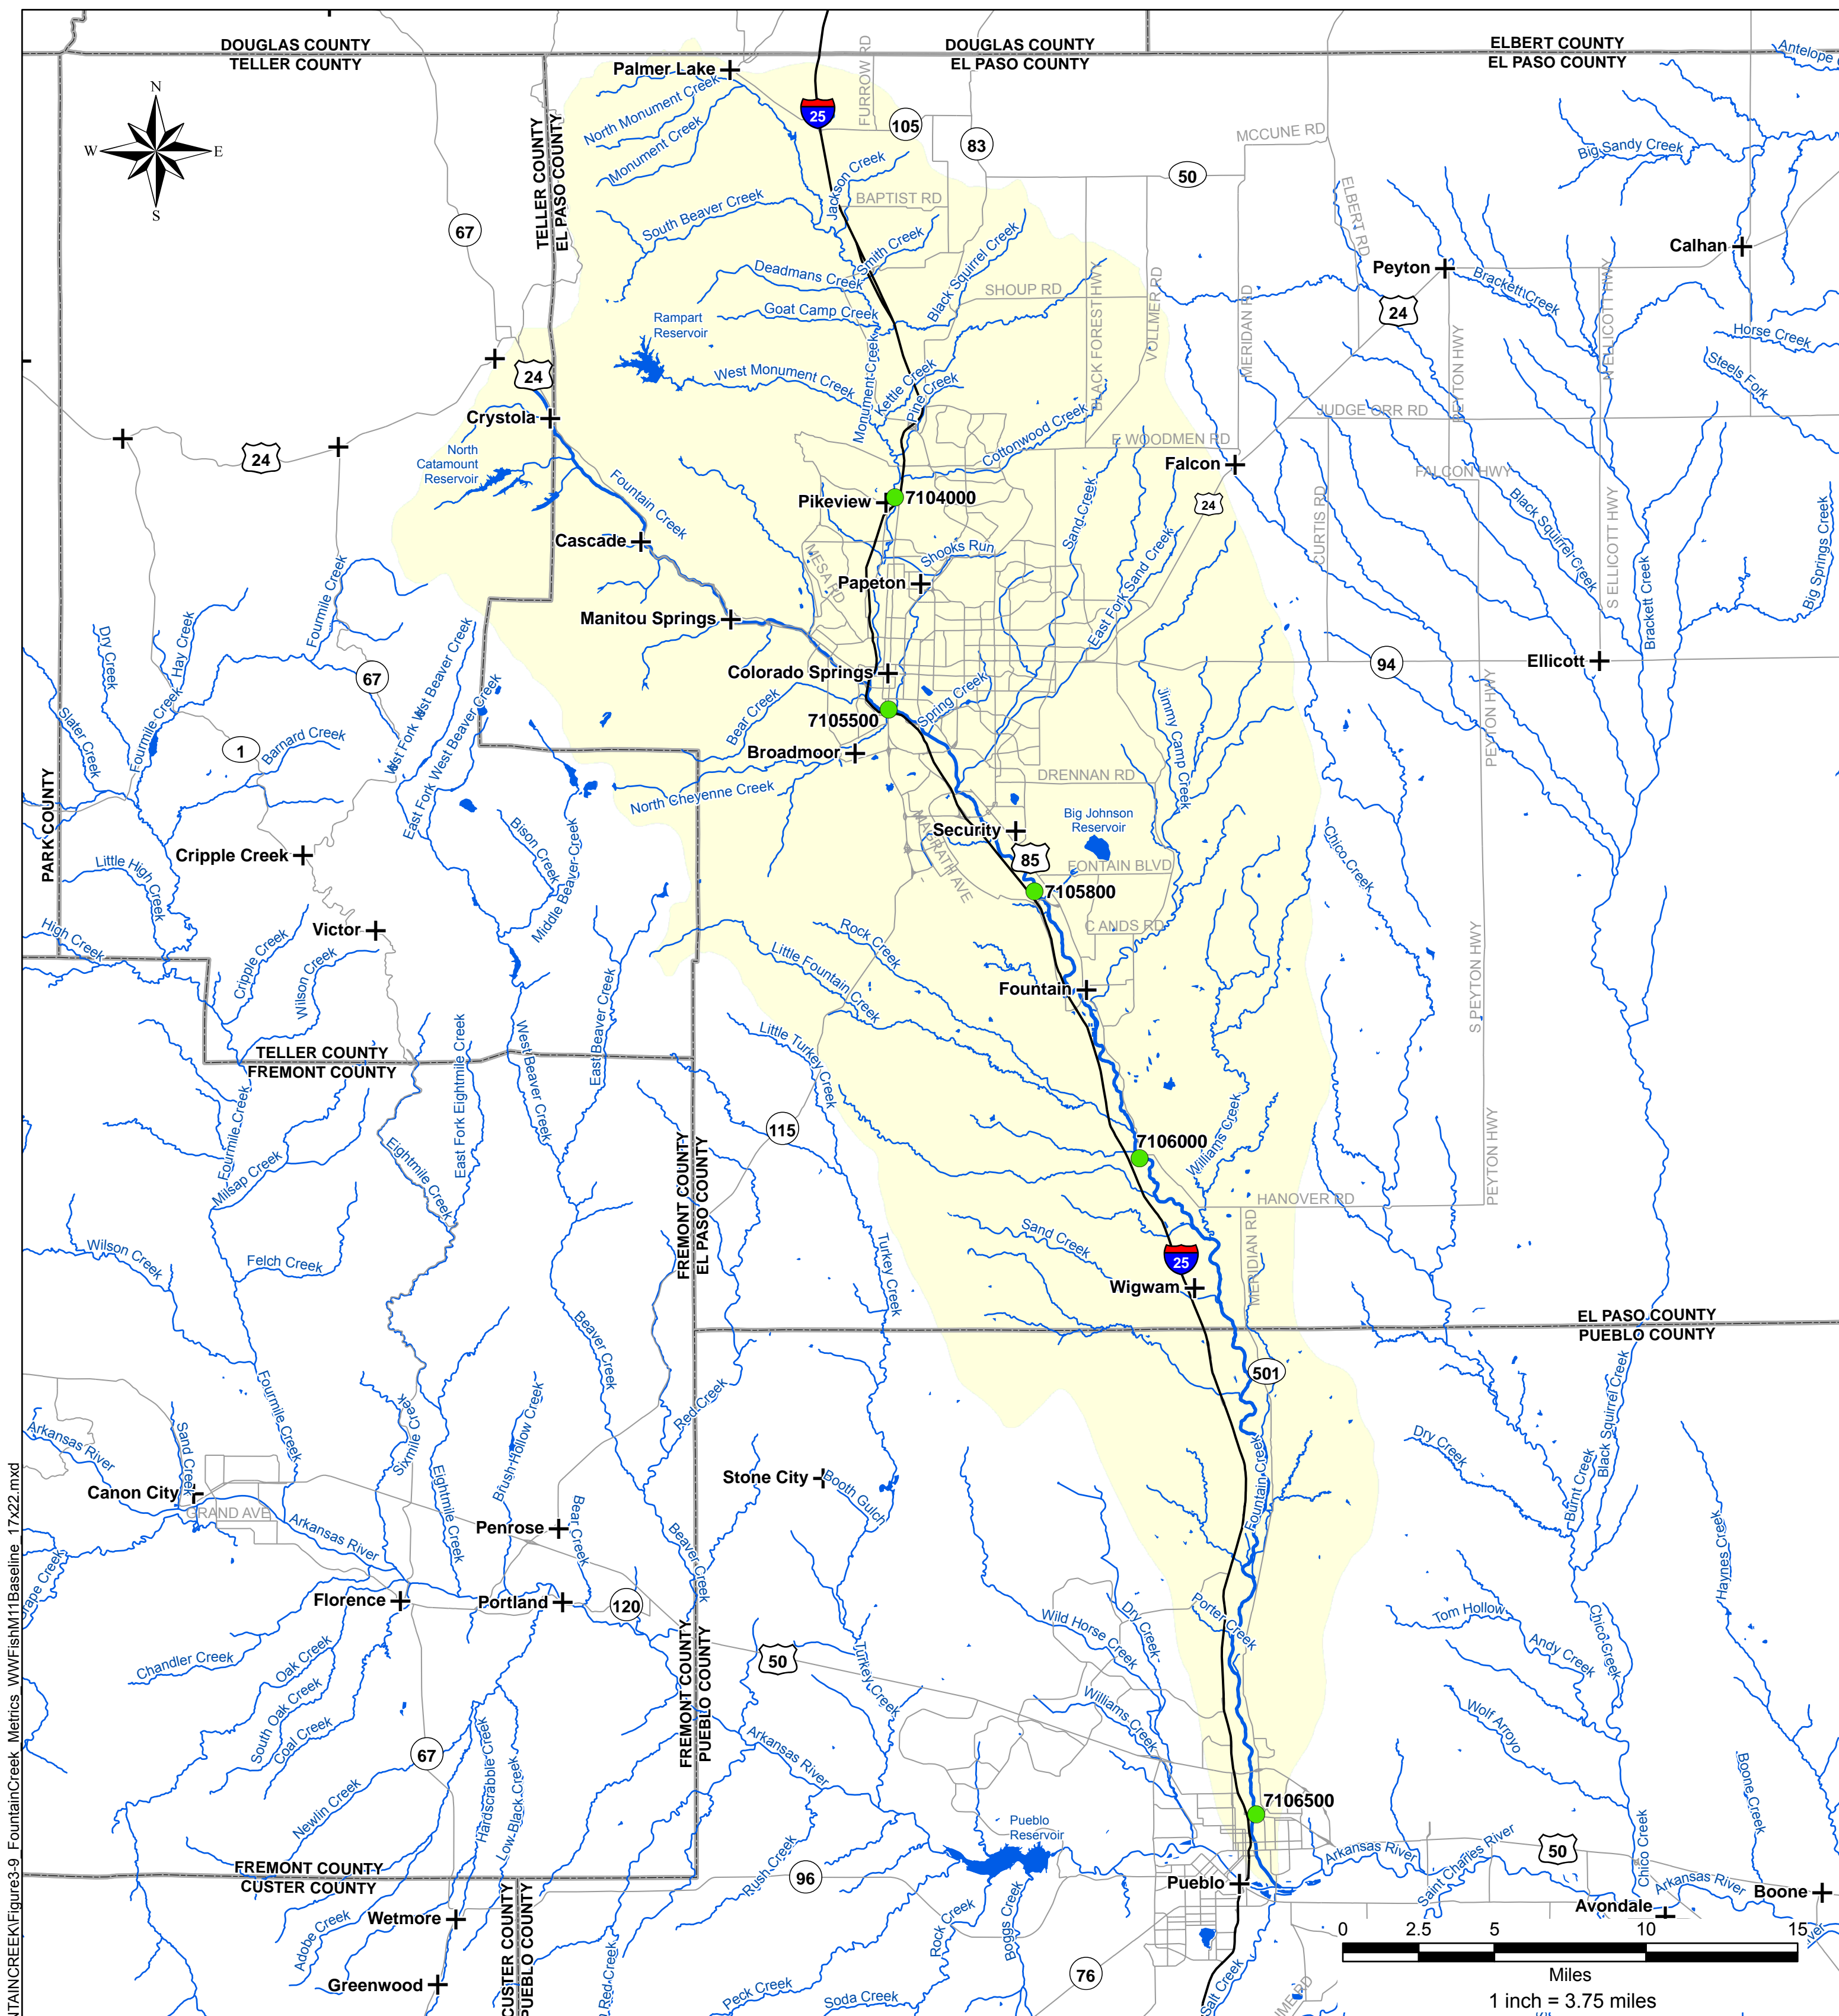 DOUGLAS COUNTY
TELLER COUNTY
DOUGLAS COUNTY
EL PASO COUNTY
ELBERT COUNTY
EL PASO COUNTY
Antelope
Palmer Lake
FURROW RD
N
W
E
S
25
105
83
North Monument Creek
Monument Creek
TELLER COUNTY
EL PASO COUNTY
MCCUNE RD
Big Sandy Creek
50
Jackson Creek
BAPTIST RD
ELBERT RD
67
South Beaver Creek
Smith Creek
Black Squirrel Creek
Calhan
Peyton
Brackett Creek
Deadmans Creek
SHOUP RD
Goat Camp Creek
BLACK FOREST HWY
VOLLMER RD
MERIDAN RD
24
N ELLICOTT HWY
Horse Creek
Rampart
Reservoir
Steels Fork
PEYTON HWY
24
West Monument Creek
Monument Creek
Kettle Creek
Pine Creek
Crystola
JUDGE ORR RD
Cottonwood Creek
E WOODMEN RD
24
North
Catamount
Reservoir
Falcon
FALCON HWY
Fountain Creek
Pikeview
7104000
24
Sand Creek
CURTIS RD
Black Squirrel Creek
S ELLICOTT HWY
Big Springs Creek
Cascade
MESA RD
Shooks Run
Papeton
East Fork Sand Creek
Brackett Creek
Fourmile Creek
Manitou Springs
Dry Creek
Hay Creek
94
Ellicott
67
West Fork West Beaver Creek
East Fork West Beaver Creek
Colorado Springs
Spring Creek
Jimmy Camp Creek
PEYTON HWY
Slater Creek
Fourmile Creek
Bear Creek
7105500
1
Barnard Creek
Broadmoor
PARK COUNTY
DRENNAN RD
North Cheyenne Creek
Big Johnson
Reservoir
Security
MAGRATH AVE
85
FONTAIN BLVD
Bison Creek
Middle Beaver Creek
Chico Creek
Cripple Creek
Little High Creek
7105800
Victor
High Creek
Cripple Creek
Wilson Creek
Rock Creek
Little Fountain Creek
C ANDS RD
S PEYTON HWY
Fountain
East Beaver Creek
West Beaver Creek
East Fork Eightmile Creek
Little Turkey Creek
TELLER COUNTY
FREMONT COUNTY
Fourmile Creek
Milsap Creek
Eightmile Creek
115
FREMONT COUNTY
EL PASO COUNTY
7106000
Williams Creek
PEYTON HWY
HANOVER RD
Wilson Creek
Felch Creek
Turkey Creek
Sand Creek
25
MERIDIAN RD
Wigwam
EL PASO COUNTY
PUEBLO COUNTY
Beaver Creek
501
Black Squirrel Creek
Fourmile Creek
Red Creek
Sixmile Creek
Brush Hollow Creek
Arkansas River
Sand Creek
Canon City
GRAND AVE
Eightmile Creek
Stone City
Booth Gulch
Fountain Creek
Dry Creek
Burnt Creek
Haynes Creek
Arkansas River
Penrose
Bear Creek
Beaver Creek
Florence
Portland
120
Wild Horse Creek
Dry Creek
Porter Creek
Tom Hollow
Andy Creek
Chico Creek
FREMONT COUNTY
PUEBLO COUNTY
50
Turkey Creek
Chandler Creek
Oak Creek
South Oak Creek
Coal Creek
Williams Creek
Wolf Arroyo
67
Arkansas River
Newlin Creek
Hardscrabble Creek
Low Black Creek
Boone Creek
7106500
Pueblo
Reservoir
Rush Creek
FREMONT COUNTY
CUSTER COUNTY
96
Pueblo
Arkansas River
Saint Charles River
50
Chico Creek
Arkansas River
Boone
Avondale
Wetmore
Adobe Creek
CUSTER COUNTY
PUEBLO COUNTY
Red Creek
Rock Creek
Boggs Creek
76
Greenwood
Peck Creek
Soda Creek
Salt Creek
0 2.5 5 10 15
Miles
1 inch = 3.75 miles
NTAINCREEK\Figure3-9_FountainCreek_Metrics_WWFishM11Baseline_17x22.mxd